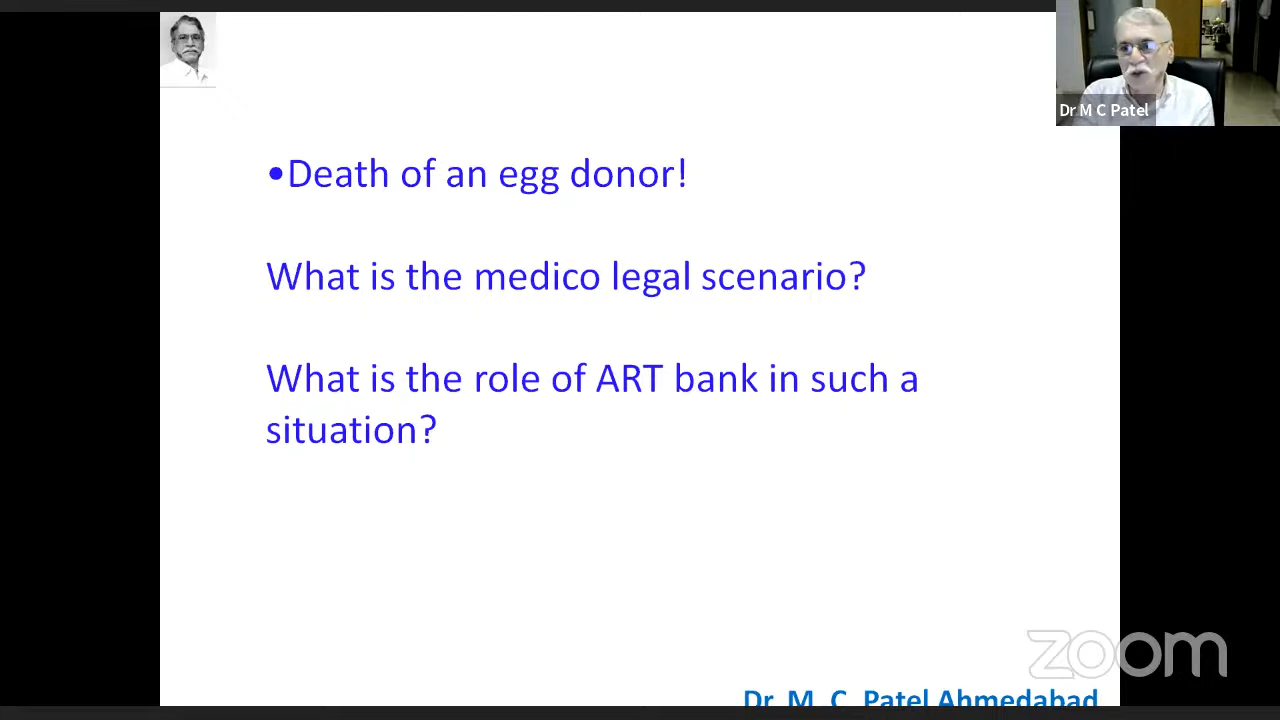 Dr M C Patel
•Death of an egg donor!
What is the medico legal scenario?
What is the role of ART bank in such a
situation?
zoom
Dr. M. C. Patel Ahmedabad